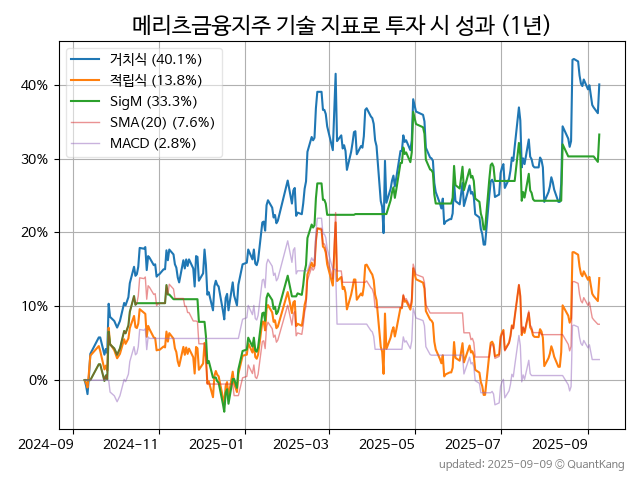 메리츠금융지주 기술 지표로 투자 시 성과 (1년)
거치식 (40.1%)
적립식 (13.8%)
SigM (33.3%)
SMA(20) (7.6%)
MACD (2.8%)
40%
30%
20%
10%
0%
2024-09 2024-11 2025-01 2025-03 2025-05 2025-07 2025-09
updated: 2025-09-09 ⓒ QuantKang